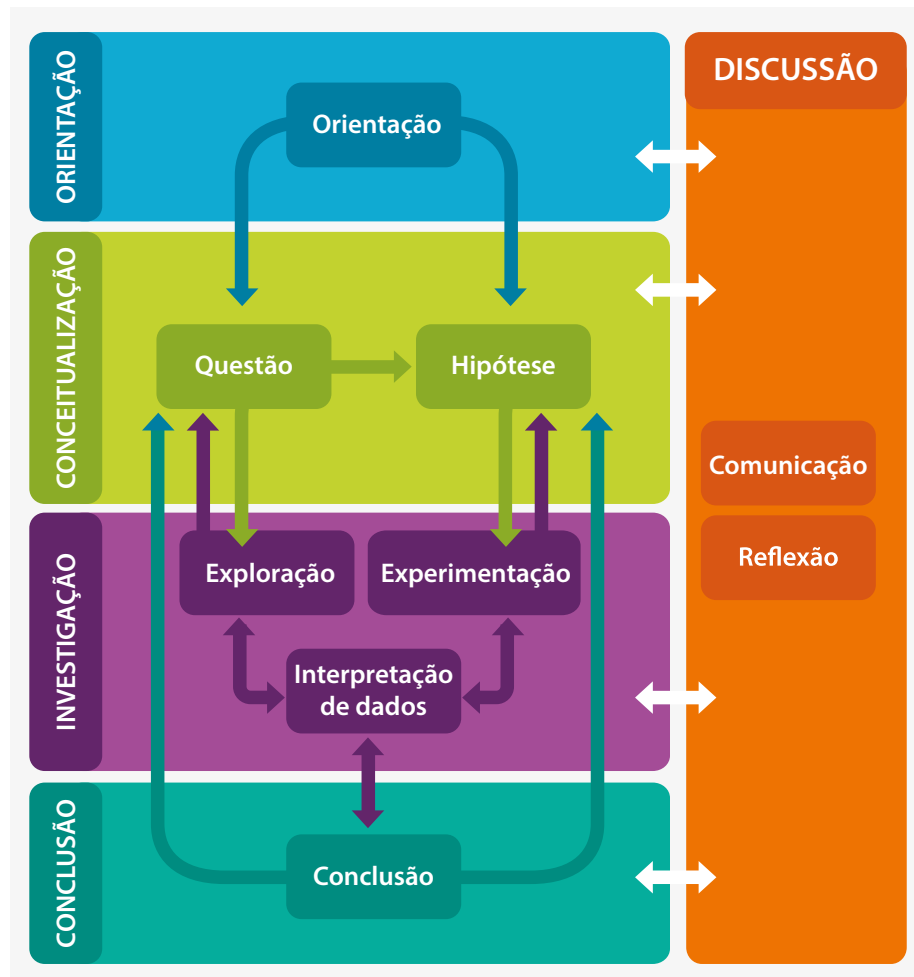 ORIENTAÇÃO
Orientação
CONCEITUALIZAÇÃO
Questão
Hipótese
INVESTIGAÇÃO
Exploração
Experimentação
Interpretação
de dados
CONCLUSÃO
Conclusão
DISCUSSÃO
Comunicação
Reflexão